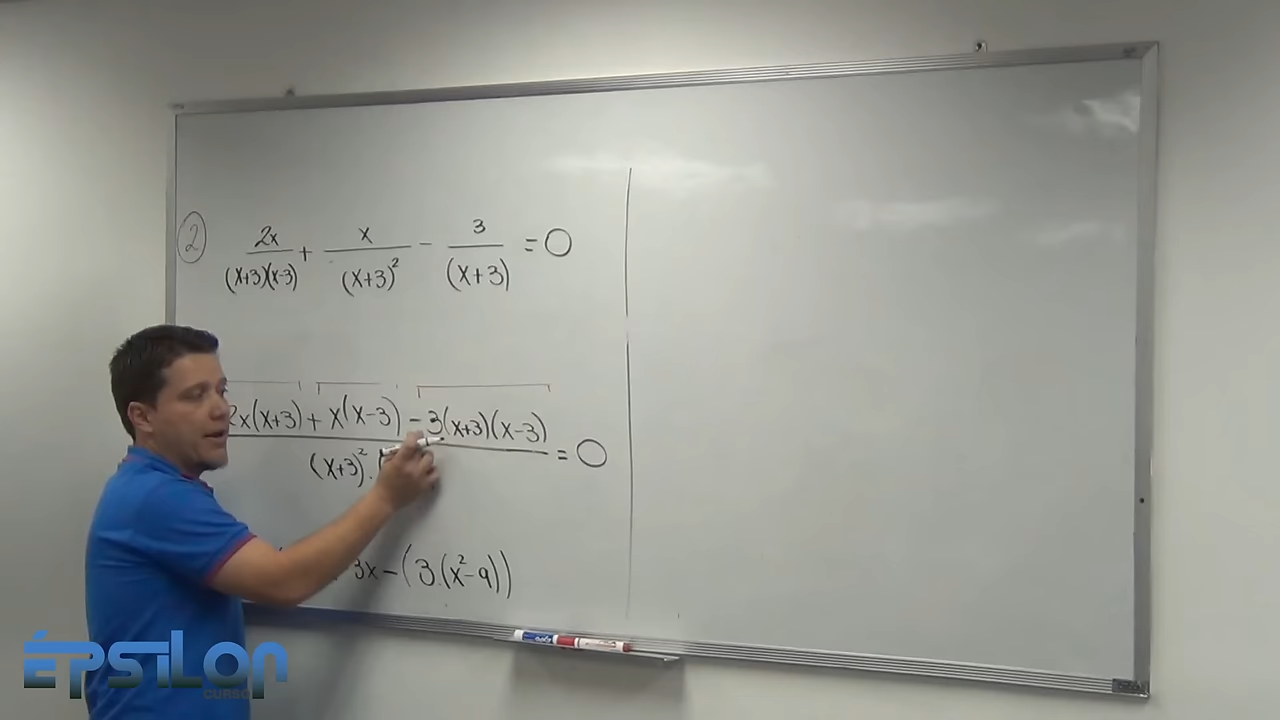 2 2x/(x+3)(x-3) + x/(x+3)² - 3/(x+3) = 0
2x(x+3) + x(x-3) - 3(x+3)(x-3) = 0
(x+3)² .
3x - (3.(x²-9))
ÉPSILON
CURSO